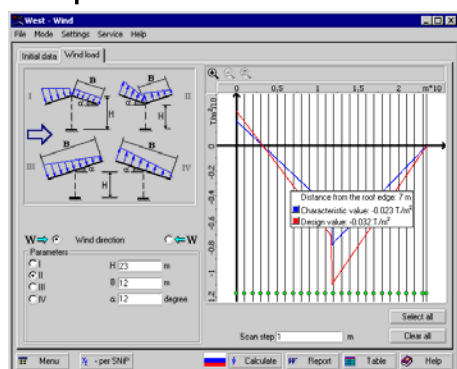 West - Wind
File Mode Settings Service Help
Initial data Wind load
I B α H B α H II
III B α H B α IV
W Wind direction W
Parameters
I
II
III
IV
H 23 m
B 12 m
α 12 degree
0 0.5 1 1.5 2 m*10
T/m²*10
0
-0.2
-0.4
-0.6
-0.8
-1
-1.2
Distance from the roof edge: 7 m
Characteristic value: -0.023 T/m²
Design value: -0.032 T/m²
Select all
Scan step 1 m
Clear all
Menu - per SNiP Calculate Report Table Help